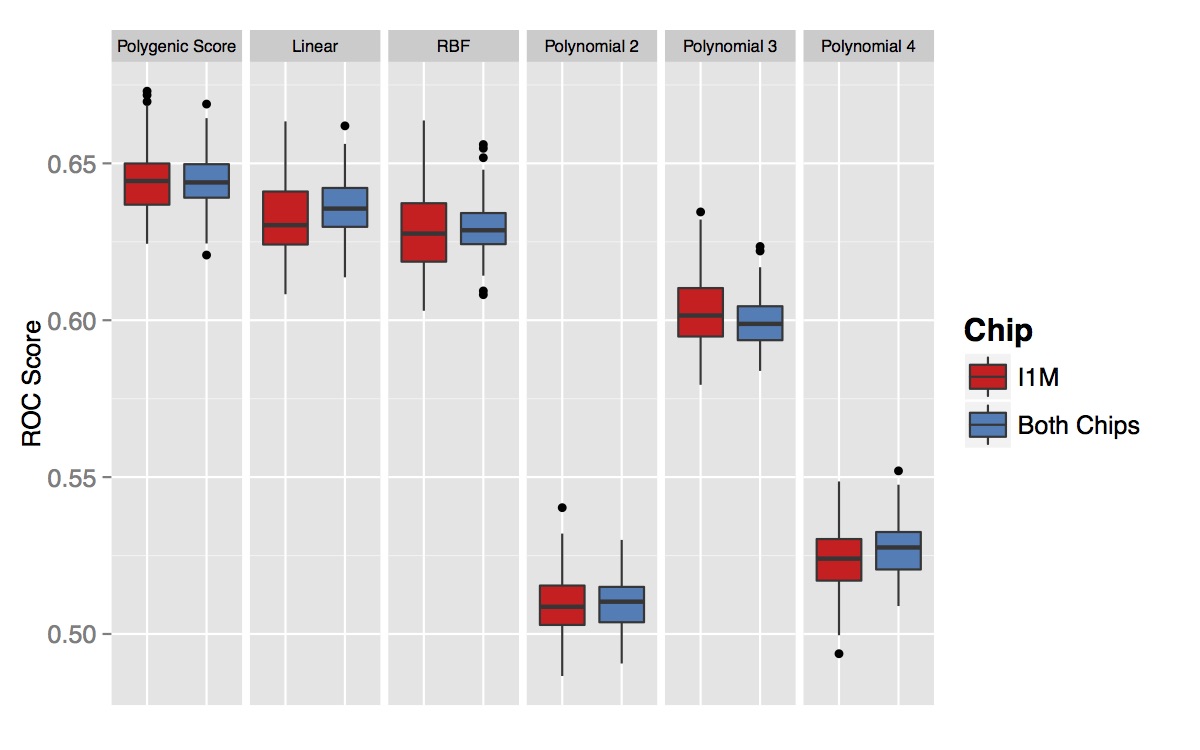 Polygenic Score
Linear
RBF
Polynomial 2
Polynomial 3
Polynomial 4
0.65
0.60
0.55
0.50
ROC Score
Chip
I1M
Both Chips